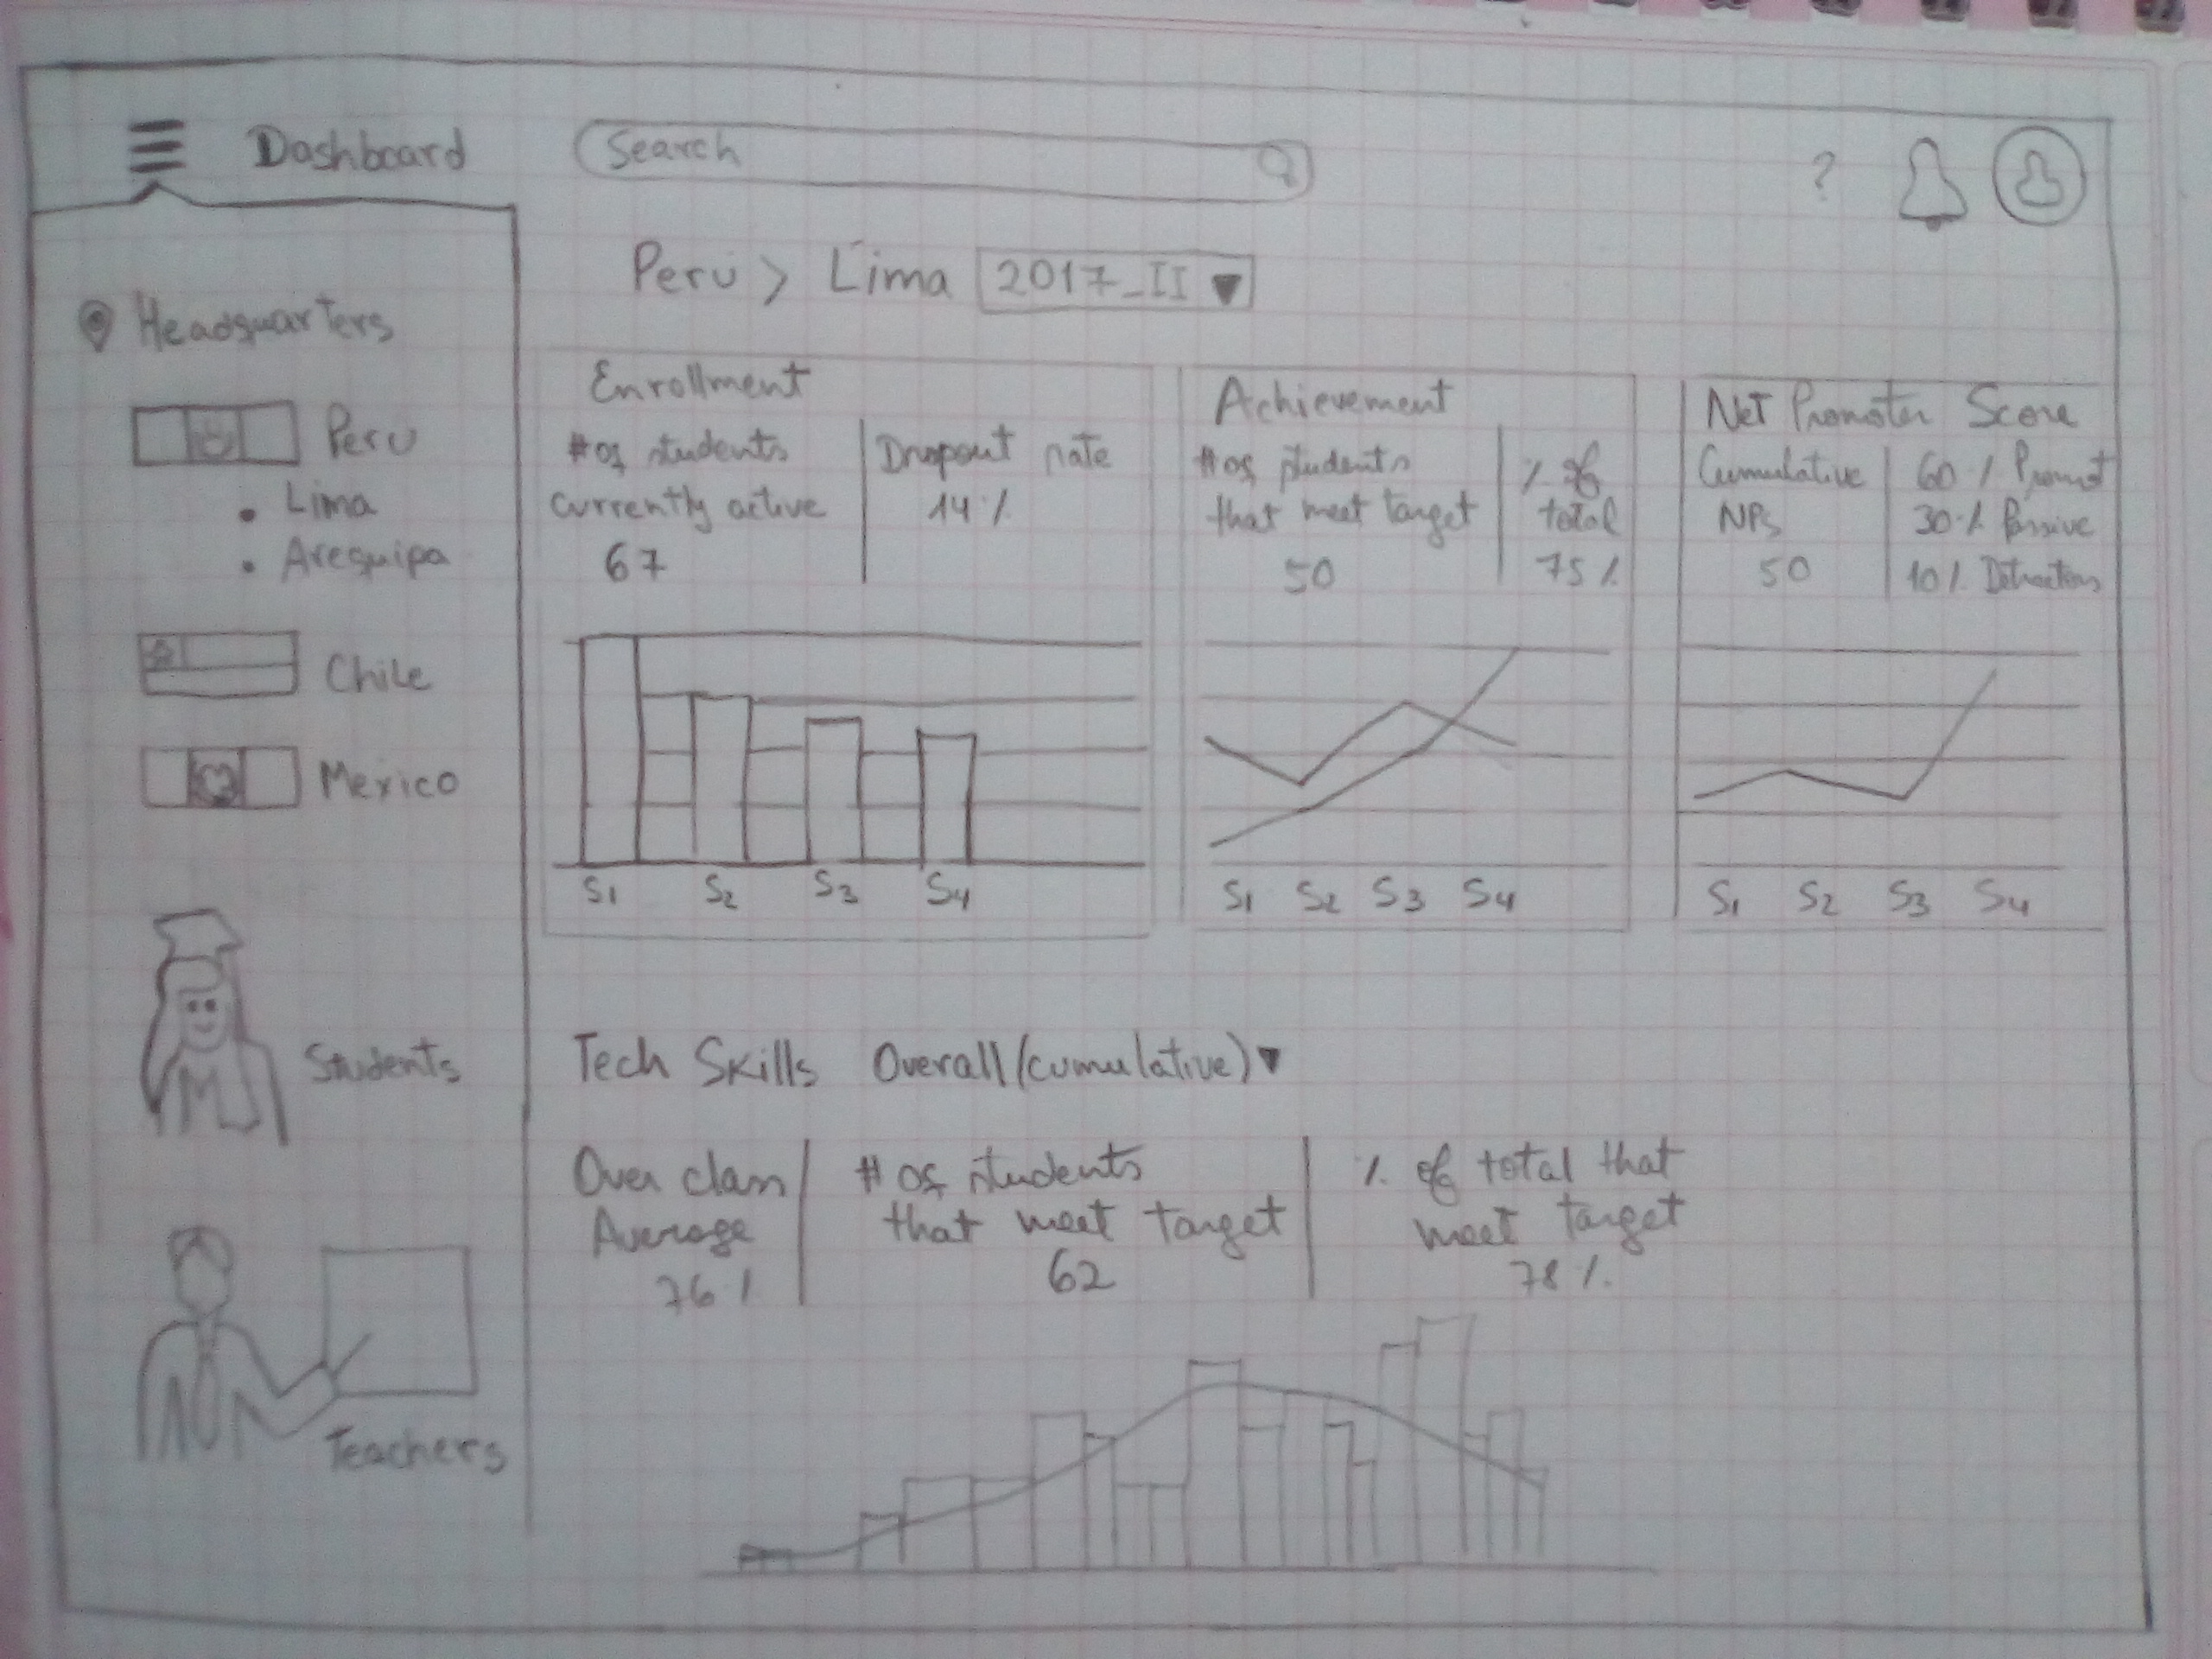 Dashboard
Search
?
Perú > Lima 2017_II
Headquarters
Perú
• Lima
• Arequipa
Chile
Mexico
Students
Teachers
Enrollment
# of students
currently active
67
Dropout rate
14%
Achievement
# of students
that meet target
50
% of
total
75%
Net Promoter Score
Cumulative
NPS
50
60% Promot
30% Passive
10%
S1 S2 S3 S4
S1 S2 S3 S4
S1 S2 S3 S4
Tech Skills Overall (cumulative)
Over class
Average
76%
# of students
that meet target
62
% of total that
meet target
78%